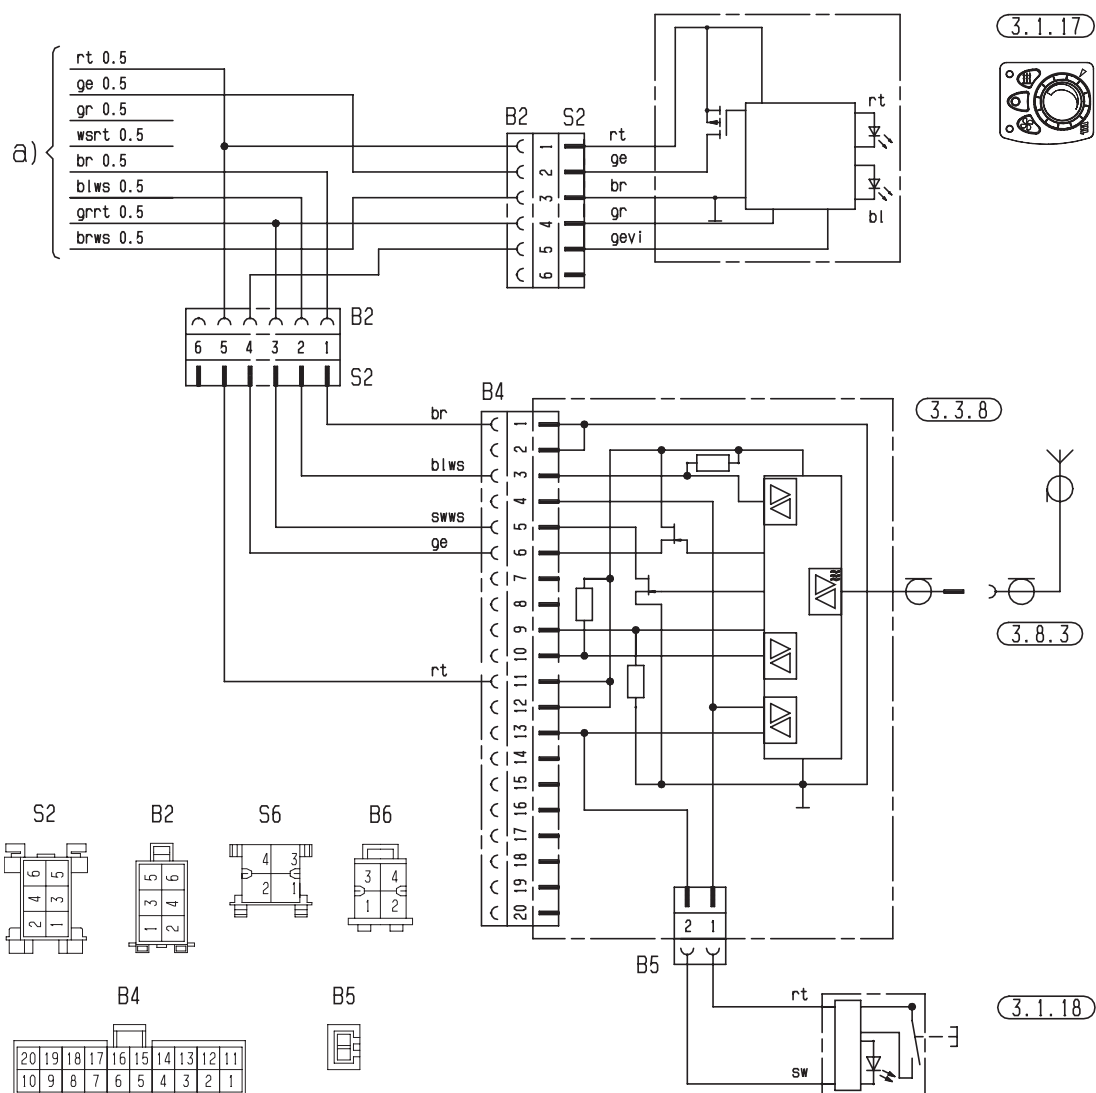 3.1.17
a)
rt 0.5
ge 0.5
gr 0.5
wsrt 0.5
br 0.5
blws 0.5
grrt 0.5
brws 0.5
B2 S2
1
2
3
4
5
6
rt
ge
br
gr
gevi
rt
bl
B2
6 5 4 3 2 1
S2
B4
br
blws
swws
ge
rt
1
2
3
4
5
6
7
8
9
10
11
12
13
14
15
16
17
18
19
20
3.3.8
3.8.3
2 1
B5
rt
sw
3.1.18
S2
6 5
4 3
2 1
B2
5 6
3 4
1 2
S6
4 3
2 1
B6
3 4
1 2
B4
20 19 18 17 16 15 14 13 12 11
10 9 8 7 6 5 4 3 2 1
B5